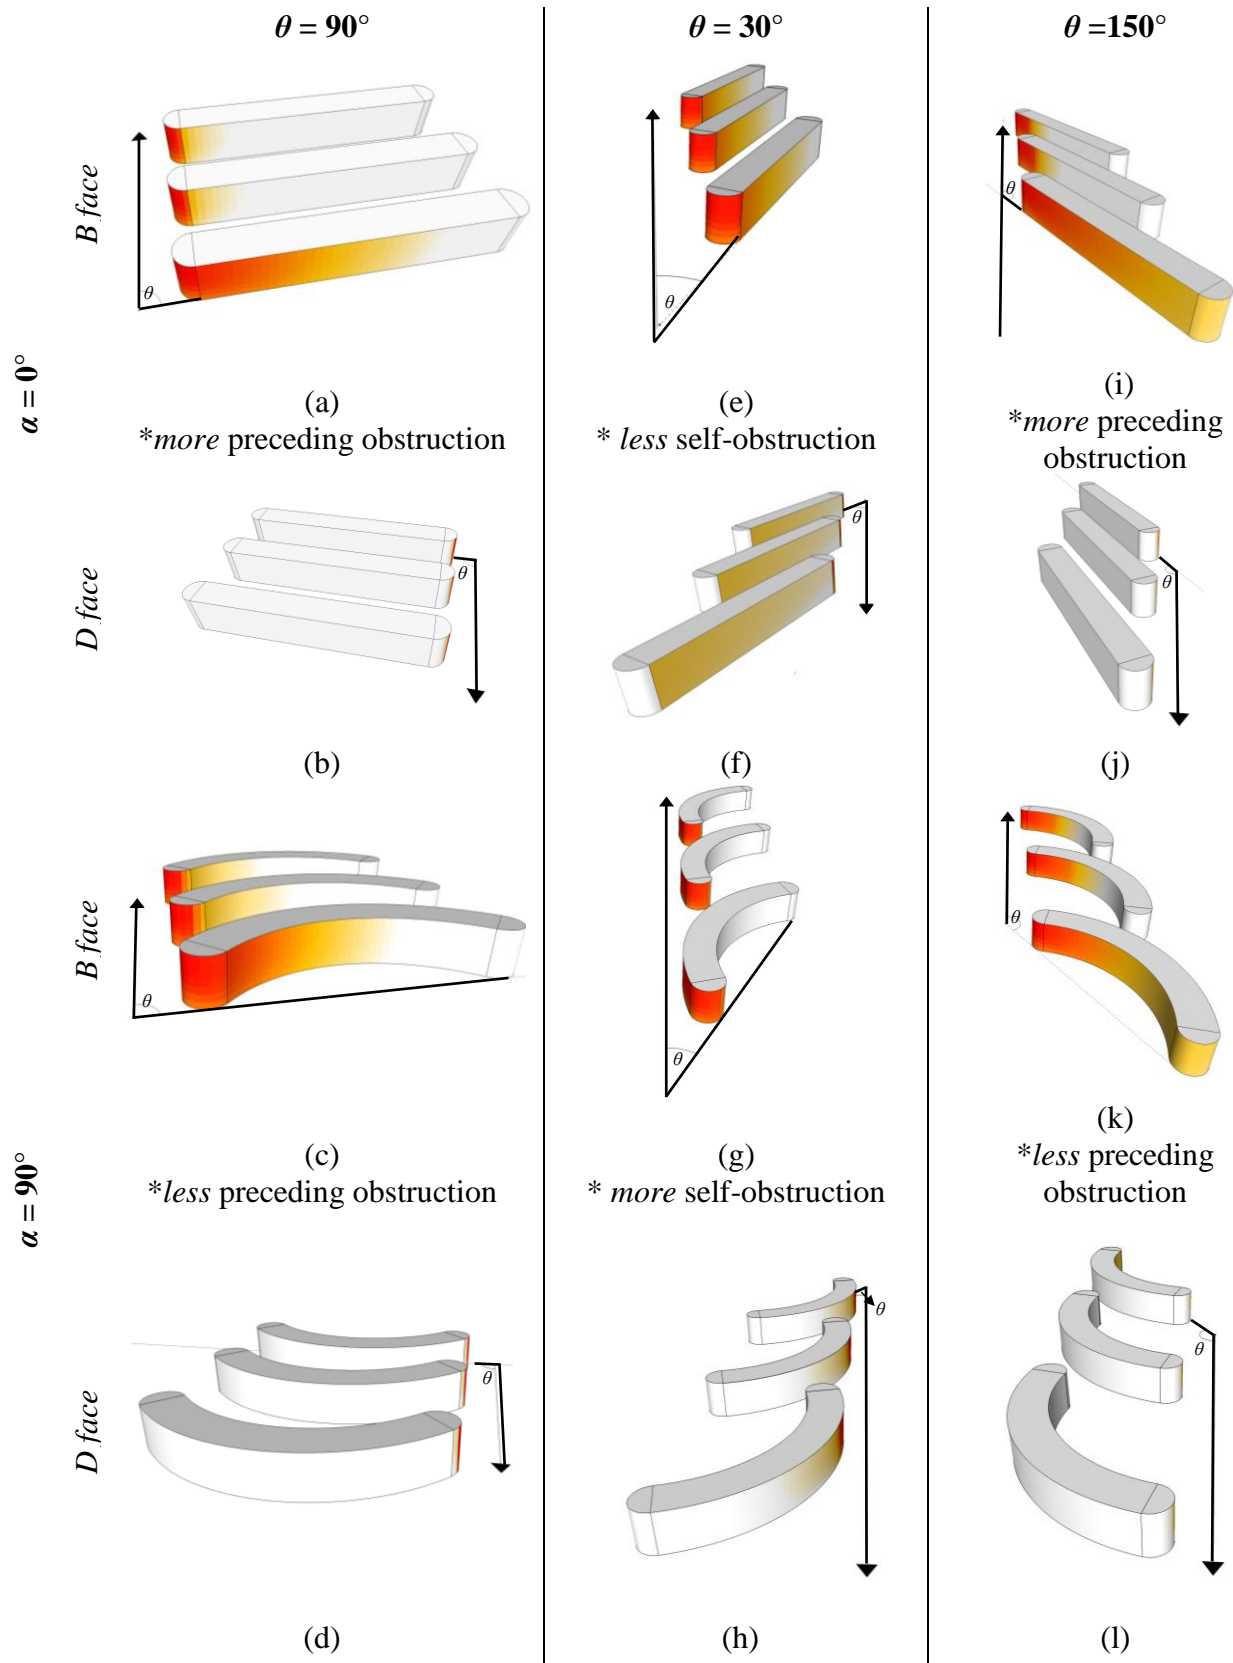 θ = 90°
θ = 30°
θ =150°
B face
θ
θ
θ
α = 0°
(a)
*more preceding obstruction
(e)
* less self-obstruction
(i)
*more preceding
obstruction
D face
θ
θ
θ
(b)
(f)
(j)
B face
θ
θ
θ
α = 90°
(c)
*less preceding obstruction
(g)
* more self-obstruction
(k)
*less preceding
obstruction
D face
θ
θ
θ
(d)
(h)
(l)